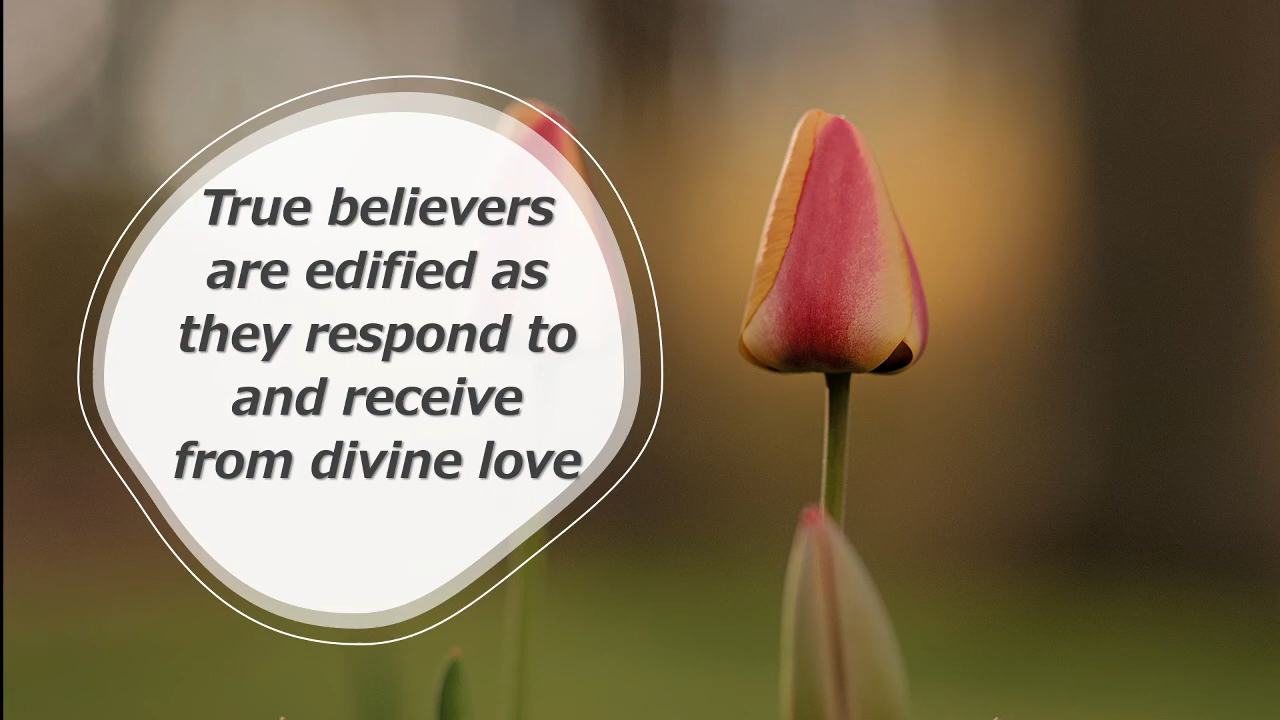 True believers
are edified as
they respond to
and receive
from divine love